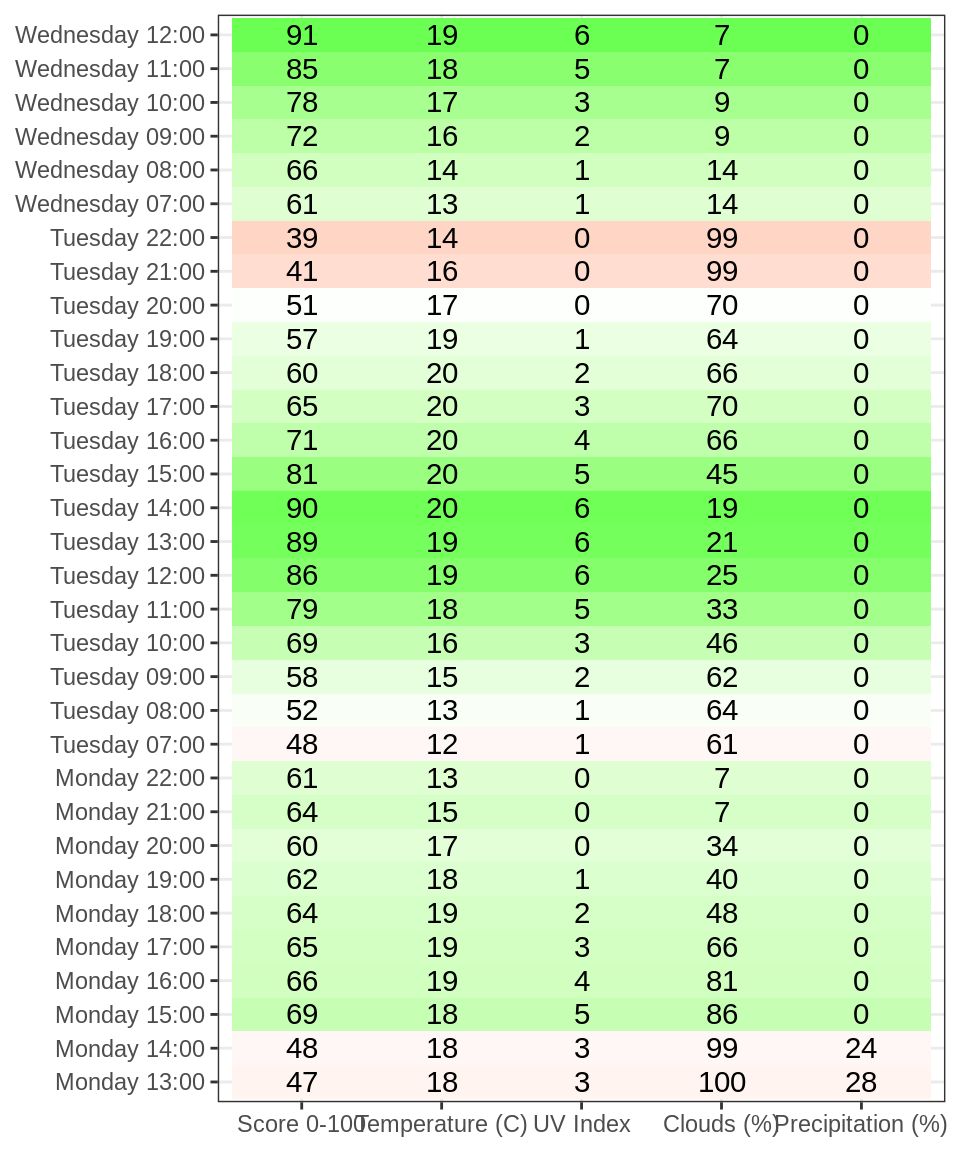 Wednesday 12:00 91 19 6 7 0
Wednesday 11:00 85 18 5 7 0
Wednesday 10:00 78 17 3 9 0
Wednesday 09:00 72 16 2 9 0
Wednesday 08:00 66 14 1 14 0
Wednesday 07:00 61 13 1 14 0
Tuesday 22:00 39 14 0 99 0
Tuesday 21:00 41 16 0 99 0
Tuesday 20:00 51 17 0 70 0
Tuesday 19:00 57 19 1 64 0
Tuesday 18:00 60 20 2 66 0
Tuesday 17:00 65 20 3 70 0
Tuesday 16:00 71 20 4 66 0
Tuesday 15:00 81 20 5 45 0
Tuesday 14:00 90 20 6 19 0
Tuesday 13:00 89 19 6 21 0
Tuesday 12:00 86 19 6 25 0
Tuesday 11:00 79 18 5 33 0
Tuesday 10:00 69 16 3 46 0
Tuesday 09:00 58 15 2 62 0
Tuesday 08:00 52 13 1 64 0
Tuesday 07:00 48 12 1 61 0
Monday 22:00 61 13 0 7 0
Monday 21:00 64 15 0 7 0
Monday 20:00 60 17 0 34 0
Monday 19:00 62 18 1 40 0
Monday 18:00 64 19 2 48 0
Monday 17:00 65 19 3 66 0
Monday 16:00 66 19 4 81 0
Monday 15:00 69 18 5 86 0
Monday 14:00 48 18 3 99 24
Monday 13:00 47 18 3 100 28
Score 0-100 Temperature (C) UV Index Clouds (%) Precipitation (%)